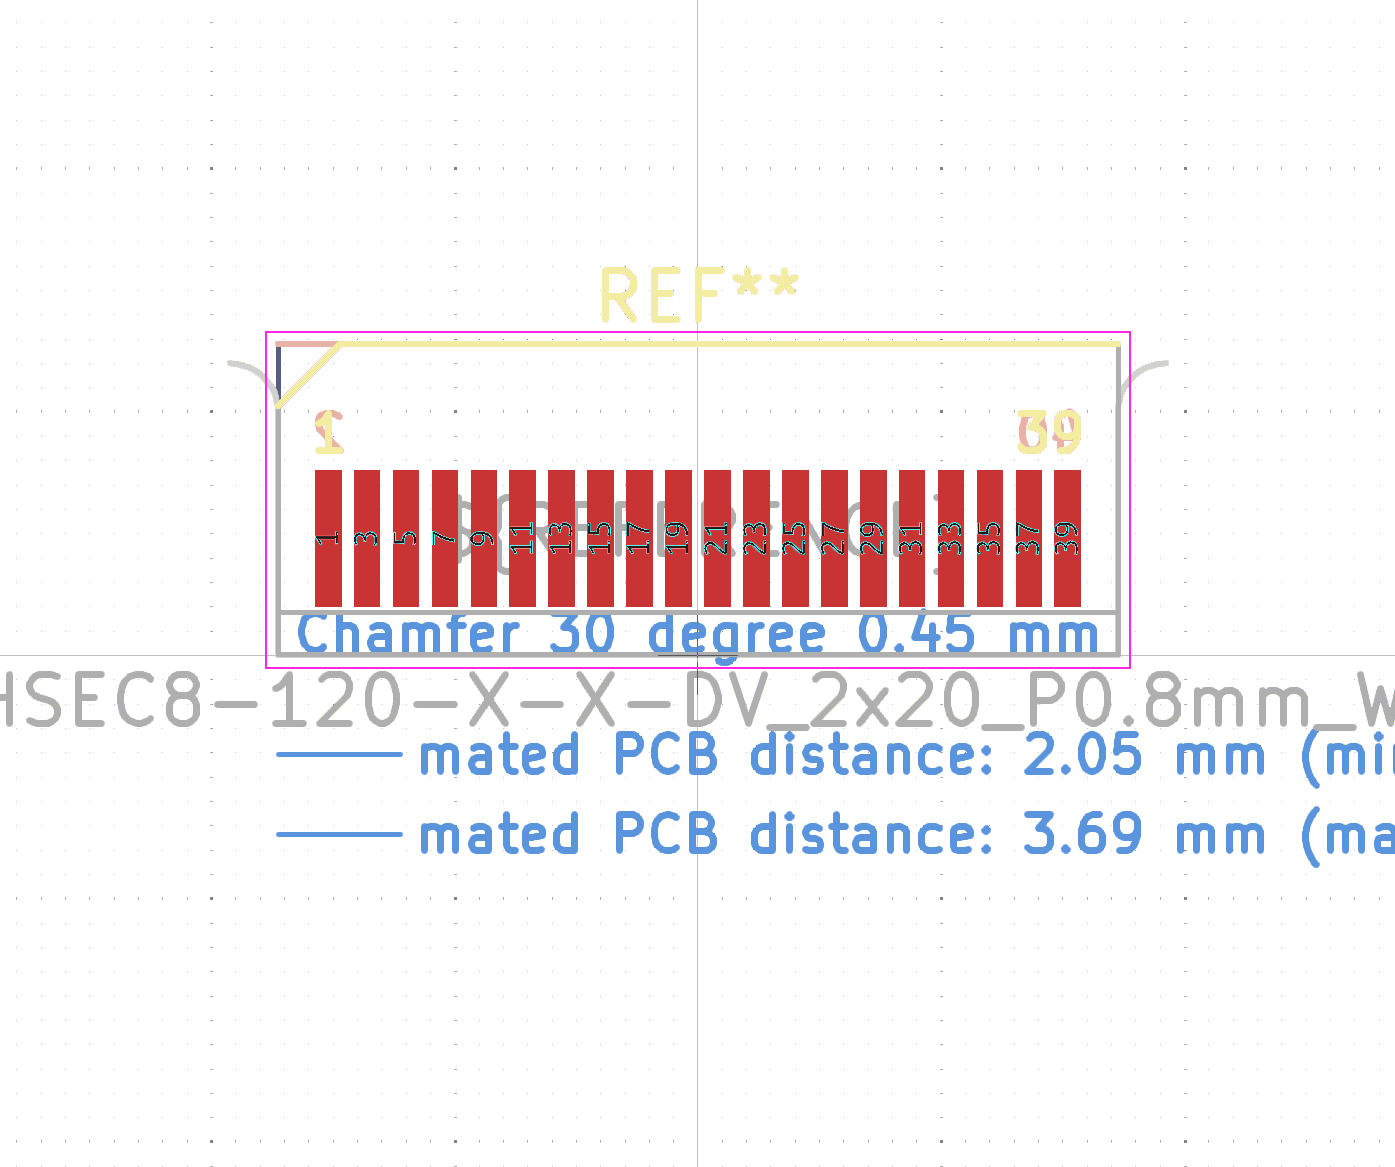 REF**
1 39
${REFERENCE}
1 3 5 7 9 11 13 15 17 19 21 23 25 27 29 31 33 35 37 39
Chamfer 30 degree 0.45 mm
HSEC8-120-X-X-DV_2x20_P0.8mm_W
mated PCB distance: 2.05 mm (min
mated PCB distance: 3.69 mm (ma